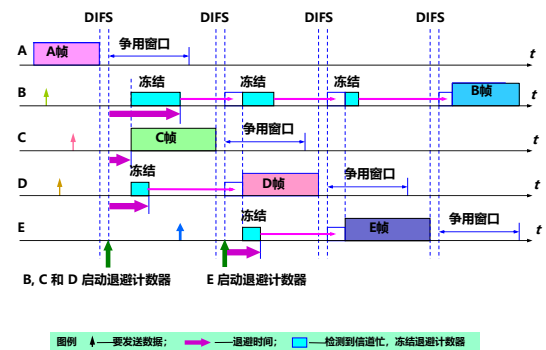 DIFS DIFS DIFS DIFS
A A帧 争用窗口 t
冻结 冻结 冻结
B B帧 t
C C帧 争用窗口 t
冻结
D D帧 争用窗口 t
冻结
E E帧 争用窗口 t
B, C 和 D 启动退避计数器 E 启动退避计数器
图例 要发送数据； 退避时间； 检测到信道忙，冻结退避计数器